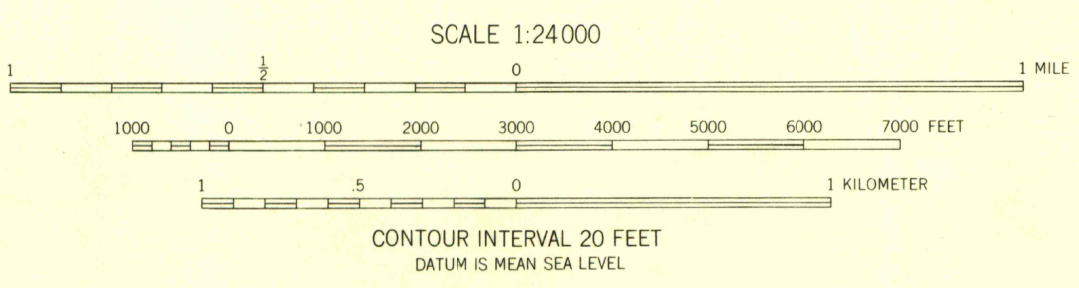 SCALE 1:24000
1 1/2 0 1 MILE
1000 0 1000 2000 3000 4000 5000 6000 7000 FEET
1 .5 0 1 KILOMETER
CONTOUR INTERVAL 20 FEET
DATUM IS MEAN SEA LEVEL